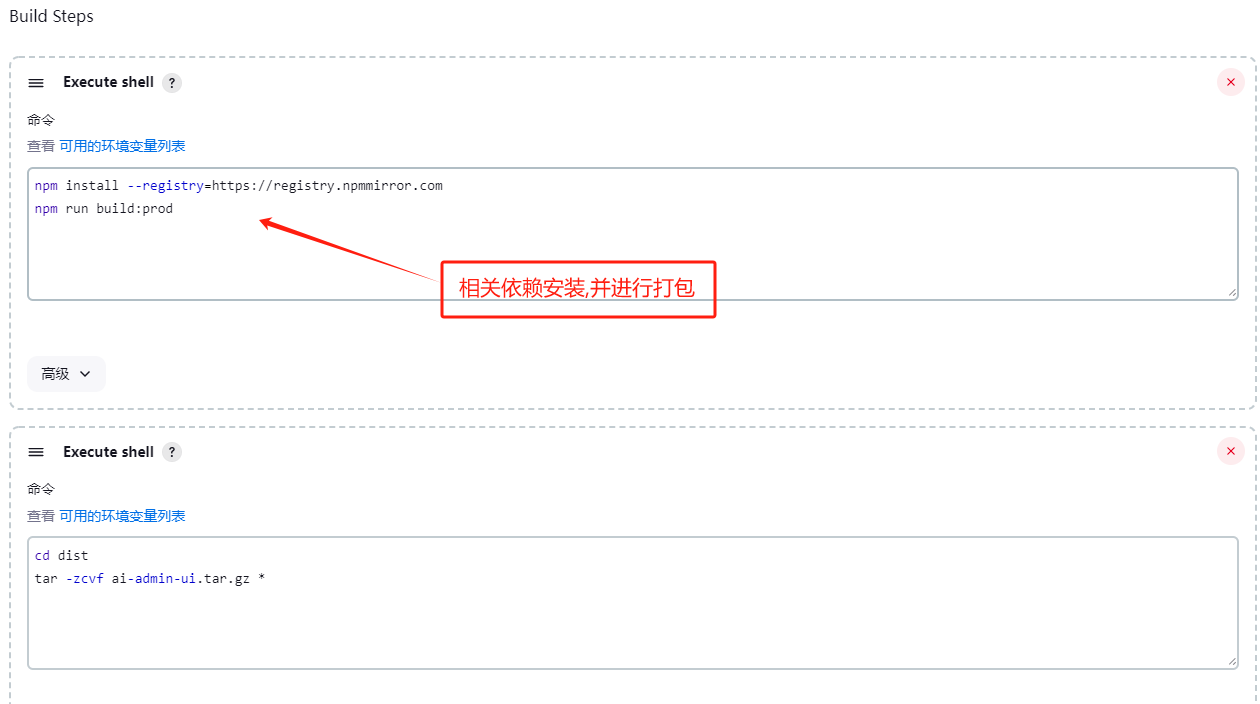 Build Steps
Execute shell ?
命令
查看 可用的环境变量列表
npm install --registry=https://registry.npmmirror.com
npm run build:prod
相关依赖安装,并进行打包
高级
Execute shell ?
命令
查看 可用的环境变量列表
cd dist
tar -zcvf ai-admin-ui.tar.gz *